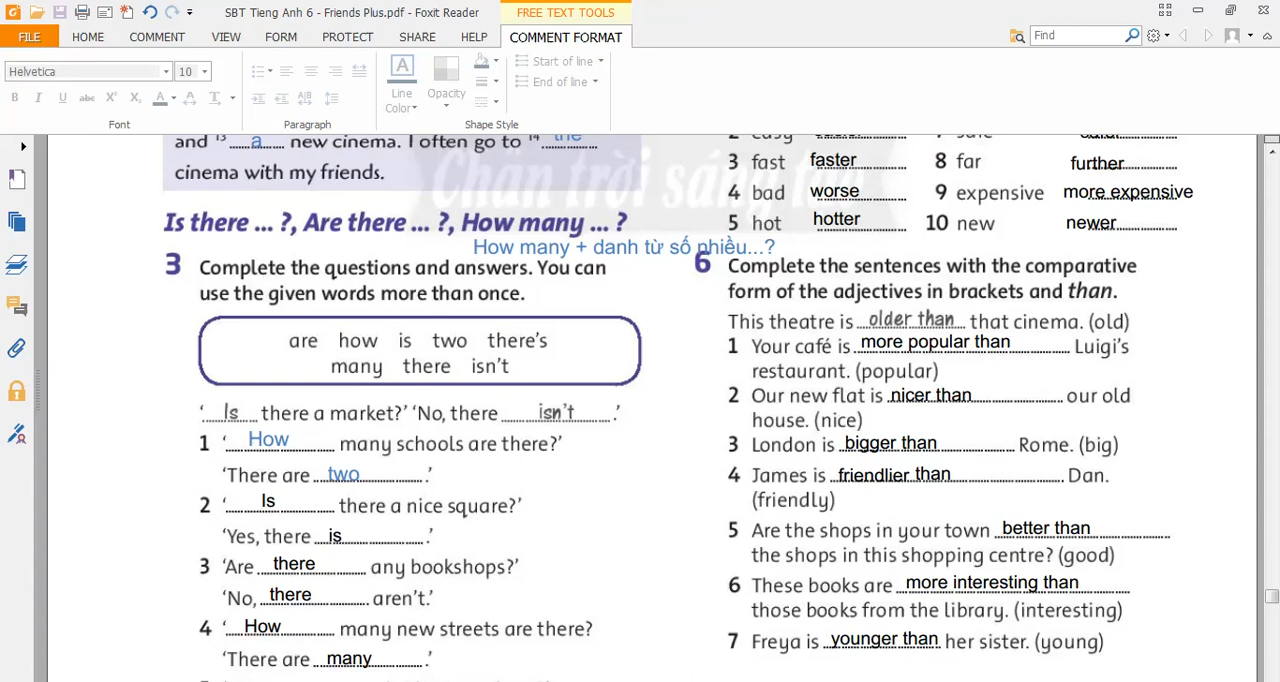 SBT Tieng Anh 6 - Friends Plus.pdf - Foxit Reader
FREE TEXT TOOLS
FILE HOME COMMENT VIEW FORM PROTECT SHARE HELP COMMENT FORMAT
Find
Helvetica 10
Line Color
Opacity
Start of line
End of line
Font
Paragraph
Shape Style
and 13 a new cinema. I often go to 14 the
cinema with my friends.
Is there ... ?, Are there ... ?, How many ... ?
How many + danh từ số nhiều...?
3 Complete the questions and answers. You can
use the given words more than once.
are how is two there's
many there isn't
'Is there a market?' 'No, there isn't.'
1 'How many schools are there?'
'There are two.'
2 'Is there a nice square?'
'Yes, there is.'
3 'Are there any bookshops?'
'No, there aren't.'
4 'How many new streets are there?
'There are many.'
Chân trời sáng
2 easy 7 safe
3 fast faster 8 far further
4 bad worse 9 expensive more expensive
5 hot hotter 10 new newer
6 Complete the sentences with the comparative
form of the adjectives in brackets and than.
This theatre is older than that cinema. (old)
1 Your café is more popular than Luigi's
restaurant. (popular)
2 Our new flat is nicer than our old
house. (nice)
3 London is bigger than Rome. (big)
4 James is friendlier than Dan.
(friendly)
5 Are the shops in your town better than
the shops in this shopping centre? (good)
6 These books are more interesting than
those books from the library. (interesting)
7 Freya is younger than her sister. (young)